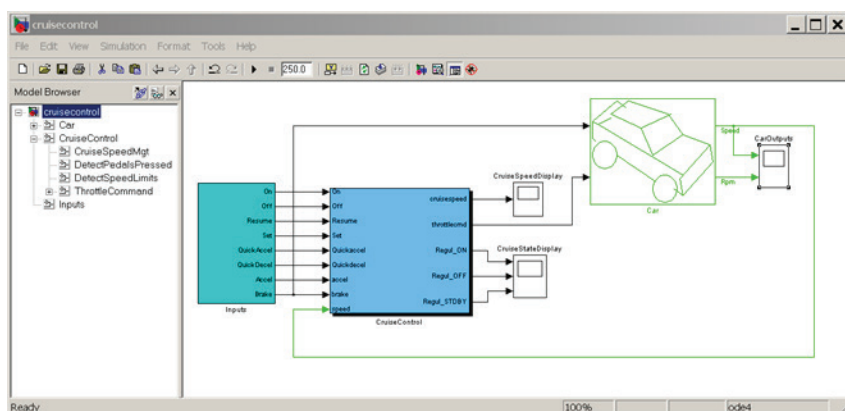 cruisecontrol
File Edit View Simulation Format Tools Help
250.0
Model Browser
cruisecontrol
Car
CruiseControl
CruiseSpeedMgt
DetectPedalsPressed
DetectSpeedLimits
ThrottleCommand
Inputs
On
Off
Resume
Set
QuickAccel
QuickDecel
Accel
Brake
Inputs
On
Off
Resume
Set
Quickaccel
Quickdecel
accel
brake
speed
cruisespeed
throttlecmd
Regul_ON
Regul_OFF
Regul_STDBY
CruiseControl
CruiseSpeedDisplay
CruiseStateDisplay
Speed
Rpm
Car
CarOutputs
Ready
100%
ode4